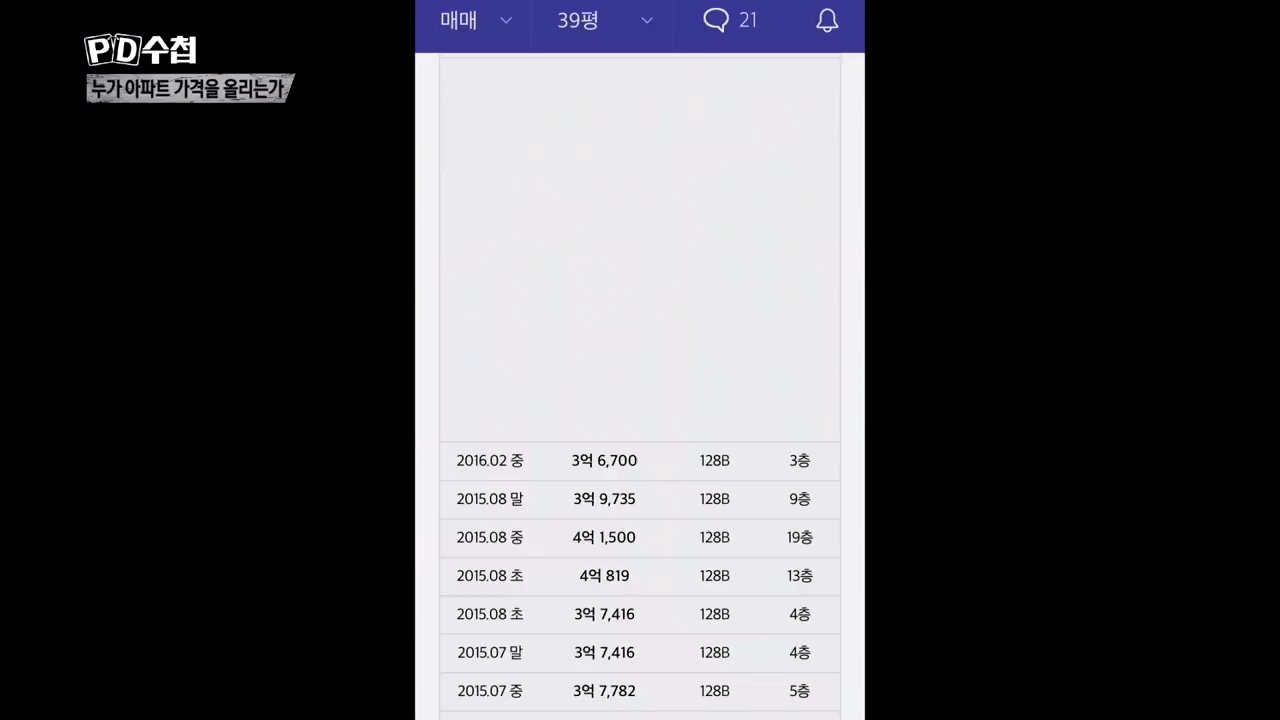 PD수첩
누가 아파트 가격을 올리는가
매매 39평 21
2016.02 중 3억 6,700 128B 3층
2015.08 말 3억 9,735 128B 9층
2015.08 중 4억 1,500 128B 19층
2015.08 초 4억 819 128B 13층
2015.08 초 3억 7,416 128B 4층
2015.07 말 3억 7,416 128B 4층
2015.07 중 3억 7,782 128B 5층